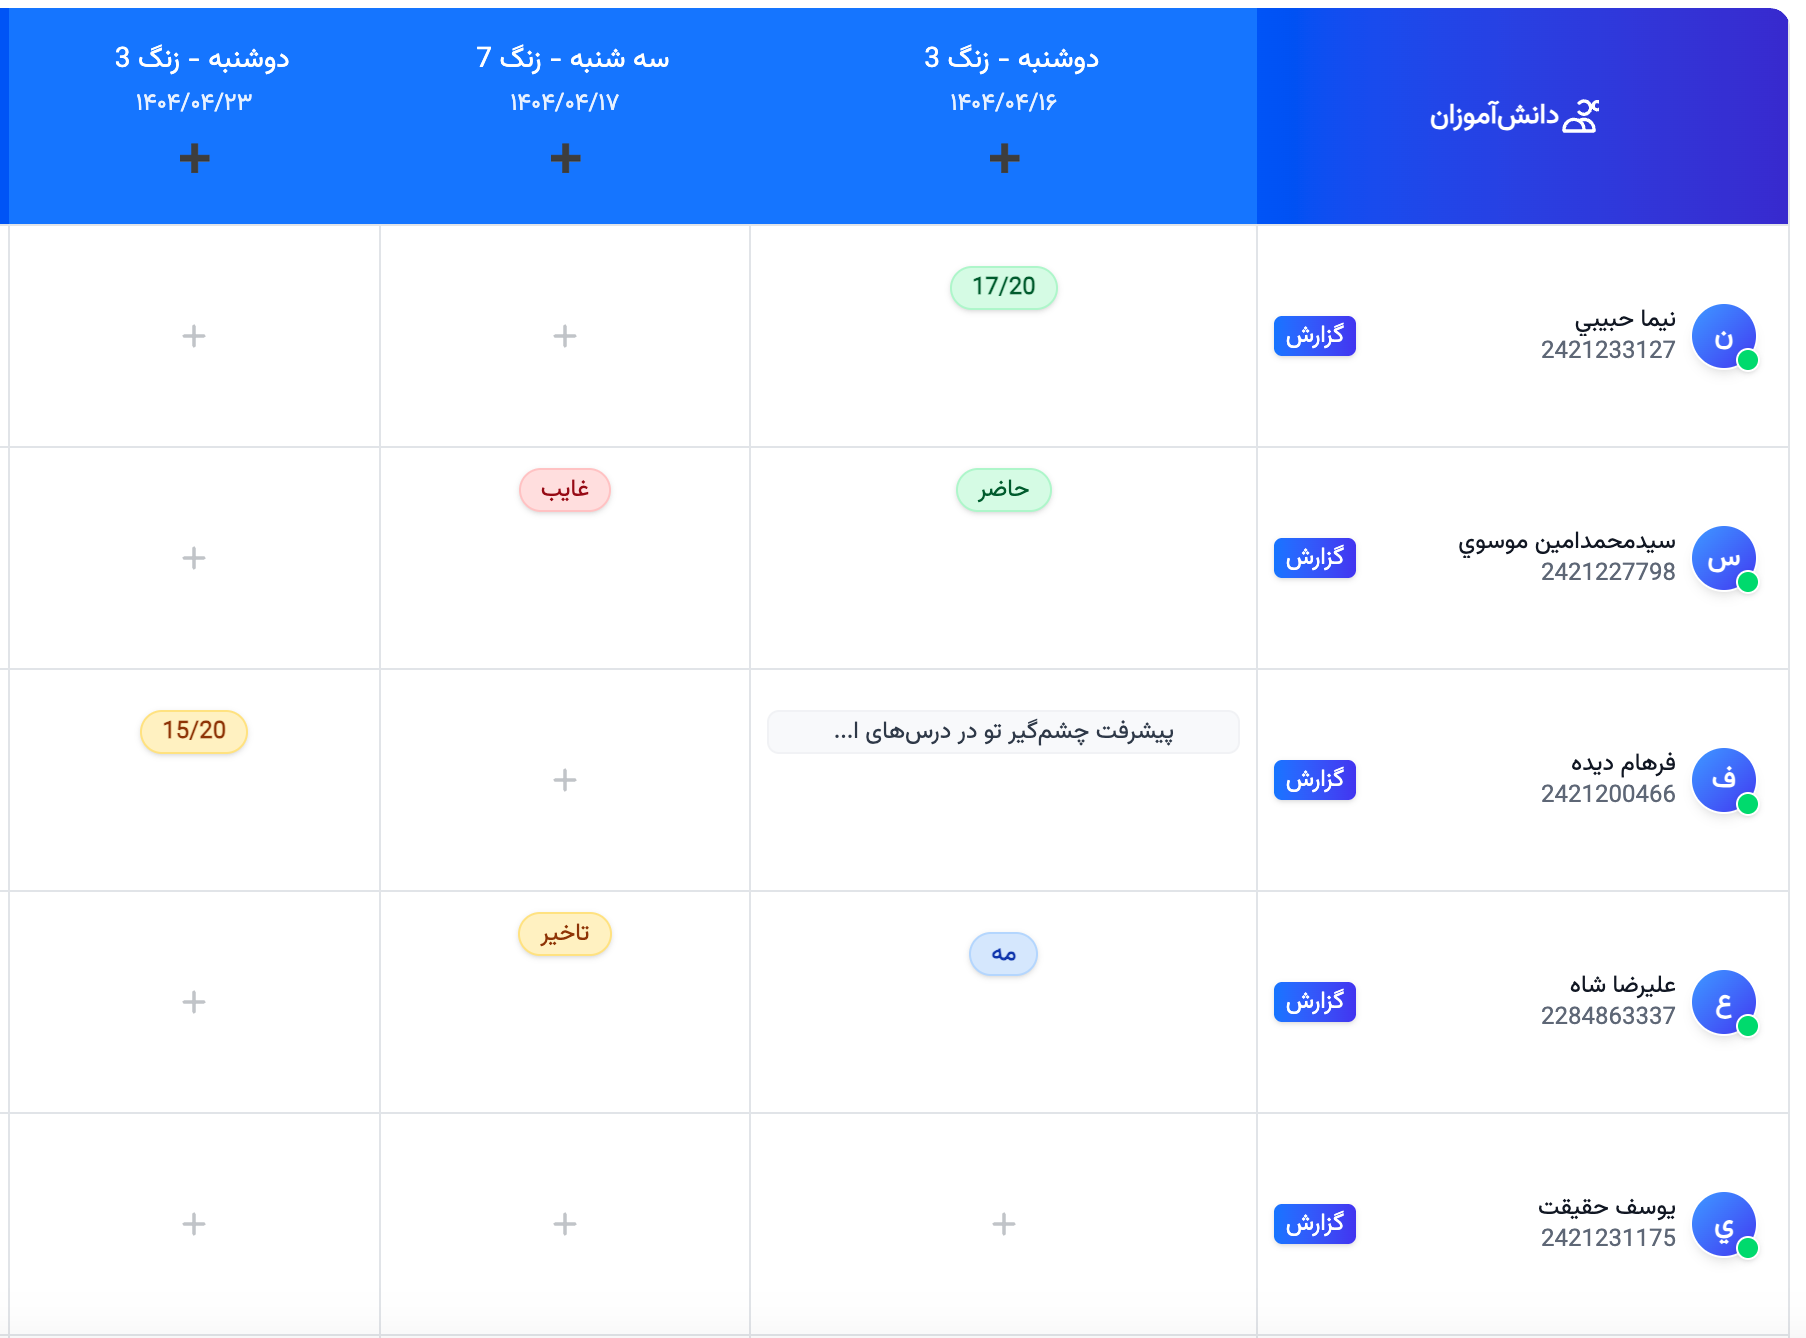 دانش‌آموزان
دوشنبه - زنگ 3
۱۴۰۴/۰۴/۱۶
سه شنبه - زنگ 7
۱۴۰۴/۰۴/۱۷
دوشنبه - زنگ 3
۱۴۰۴/۰۴/۲۳
ن
نیما حبیبي
2421233127
گزارش
17/20
س
سیدمحمدامین موسوي
2421227798
گزارش
حاضر
غایب
ف
فرهام دیده
2421200466
گزارش
پیشرفت چشم‌گیر تو در درس‌های ا...
15/20
ع
علیرضا شاه
2284863337
گزارش
مه
تاخیر
ي
یوسف حقیقت
2421231175
گزارش